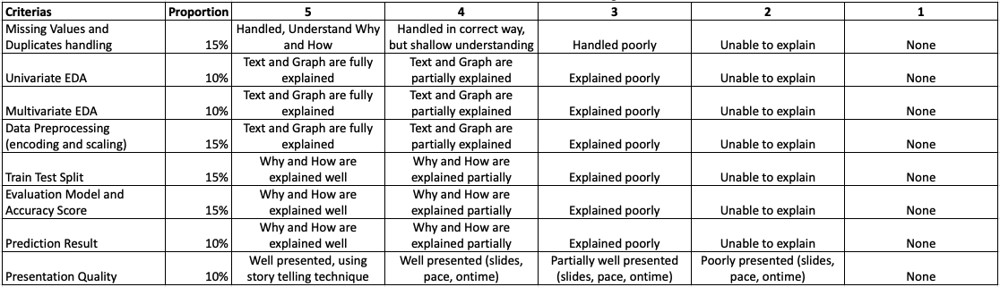 Criterias Proportion 5 4 3 2 1
Missing Values and Duplicates handling 15% Handled, Understand Why and How Handled in correct way, but shallow understanding Handled poorly Unable to explain None
Univariate EDA 10% Text and Graph are fully explained Text and Graph are partially explained Explained poorly Unable to explain None
Multivariate EDA 10% Text and Graph are fully explained Text and Graph are partially explained Explained poorly Unable to explain None
Data Preprocessing (encoding and scaling) 15% Text and Graph are fully explained Text and Graph are partially explained Explained poorly Unable to explain None
Train Test Split 15% Why and How are explained well Why and How are explained partially Explained poorly Unable to explain None
Evaluation Model and Accuracy Score 15% Why and How are explained well Why and How are explained partially Explained poorly Unable to explain None
Prediction Result 10% Why and How are explained well Why and How are explained partially Explained poorly Unable to explain None
Presentation Quality 10% Well presented, using story telling technique Well presented (slides, pace, ontime) Partially well presented (slides, pace, ontime) Poorly presented (slides, pace, ontime) None